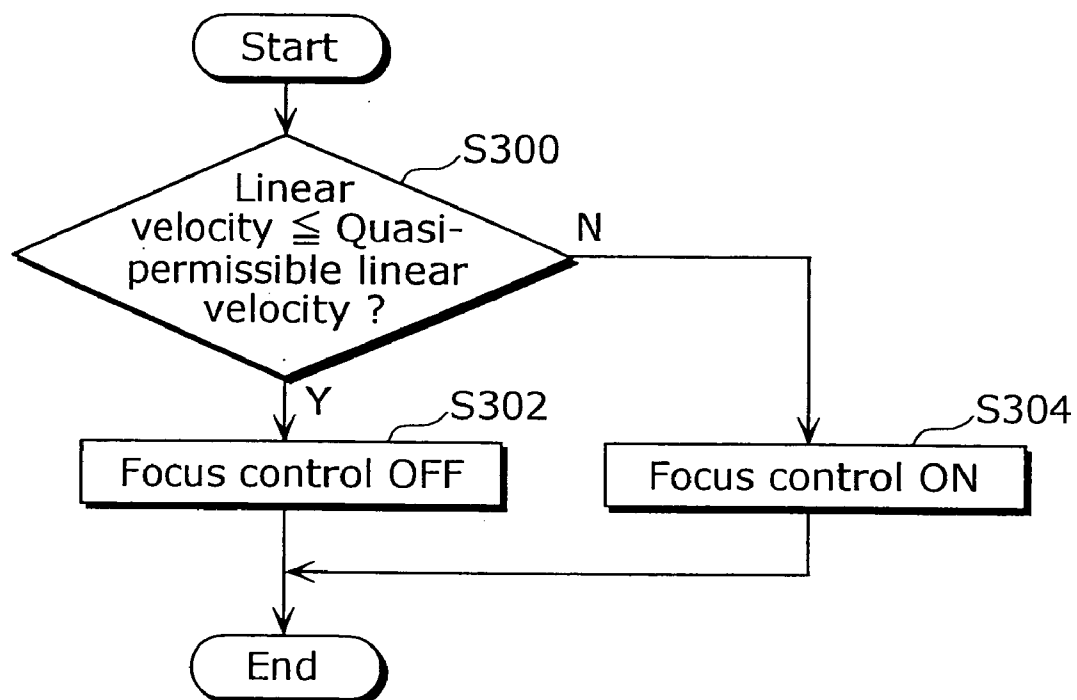 Start
S300
Linear
velocity ≦ Quasi-
permissible linear
velocity ?
N
Y
S302
S304
Focus control OFF
Focus control ON
End